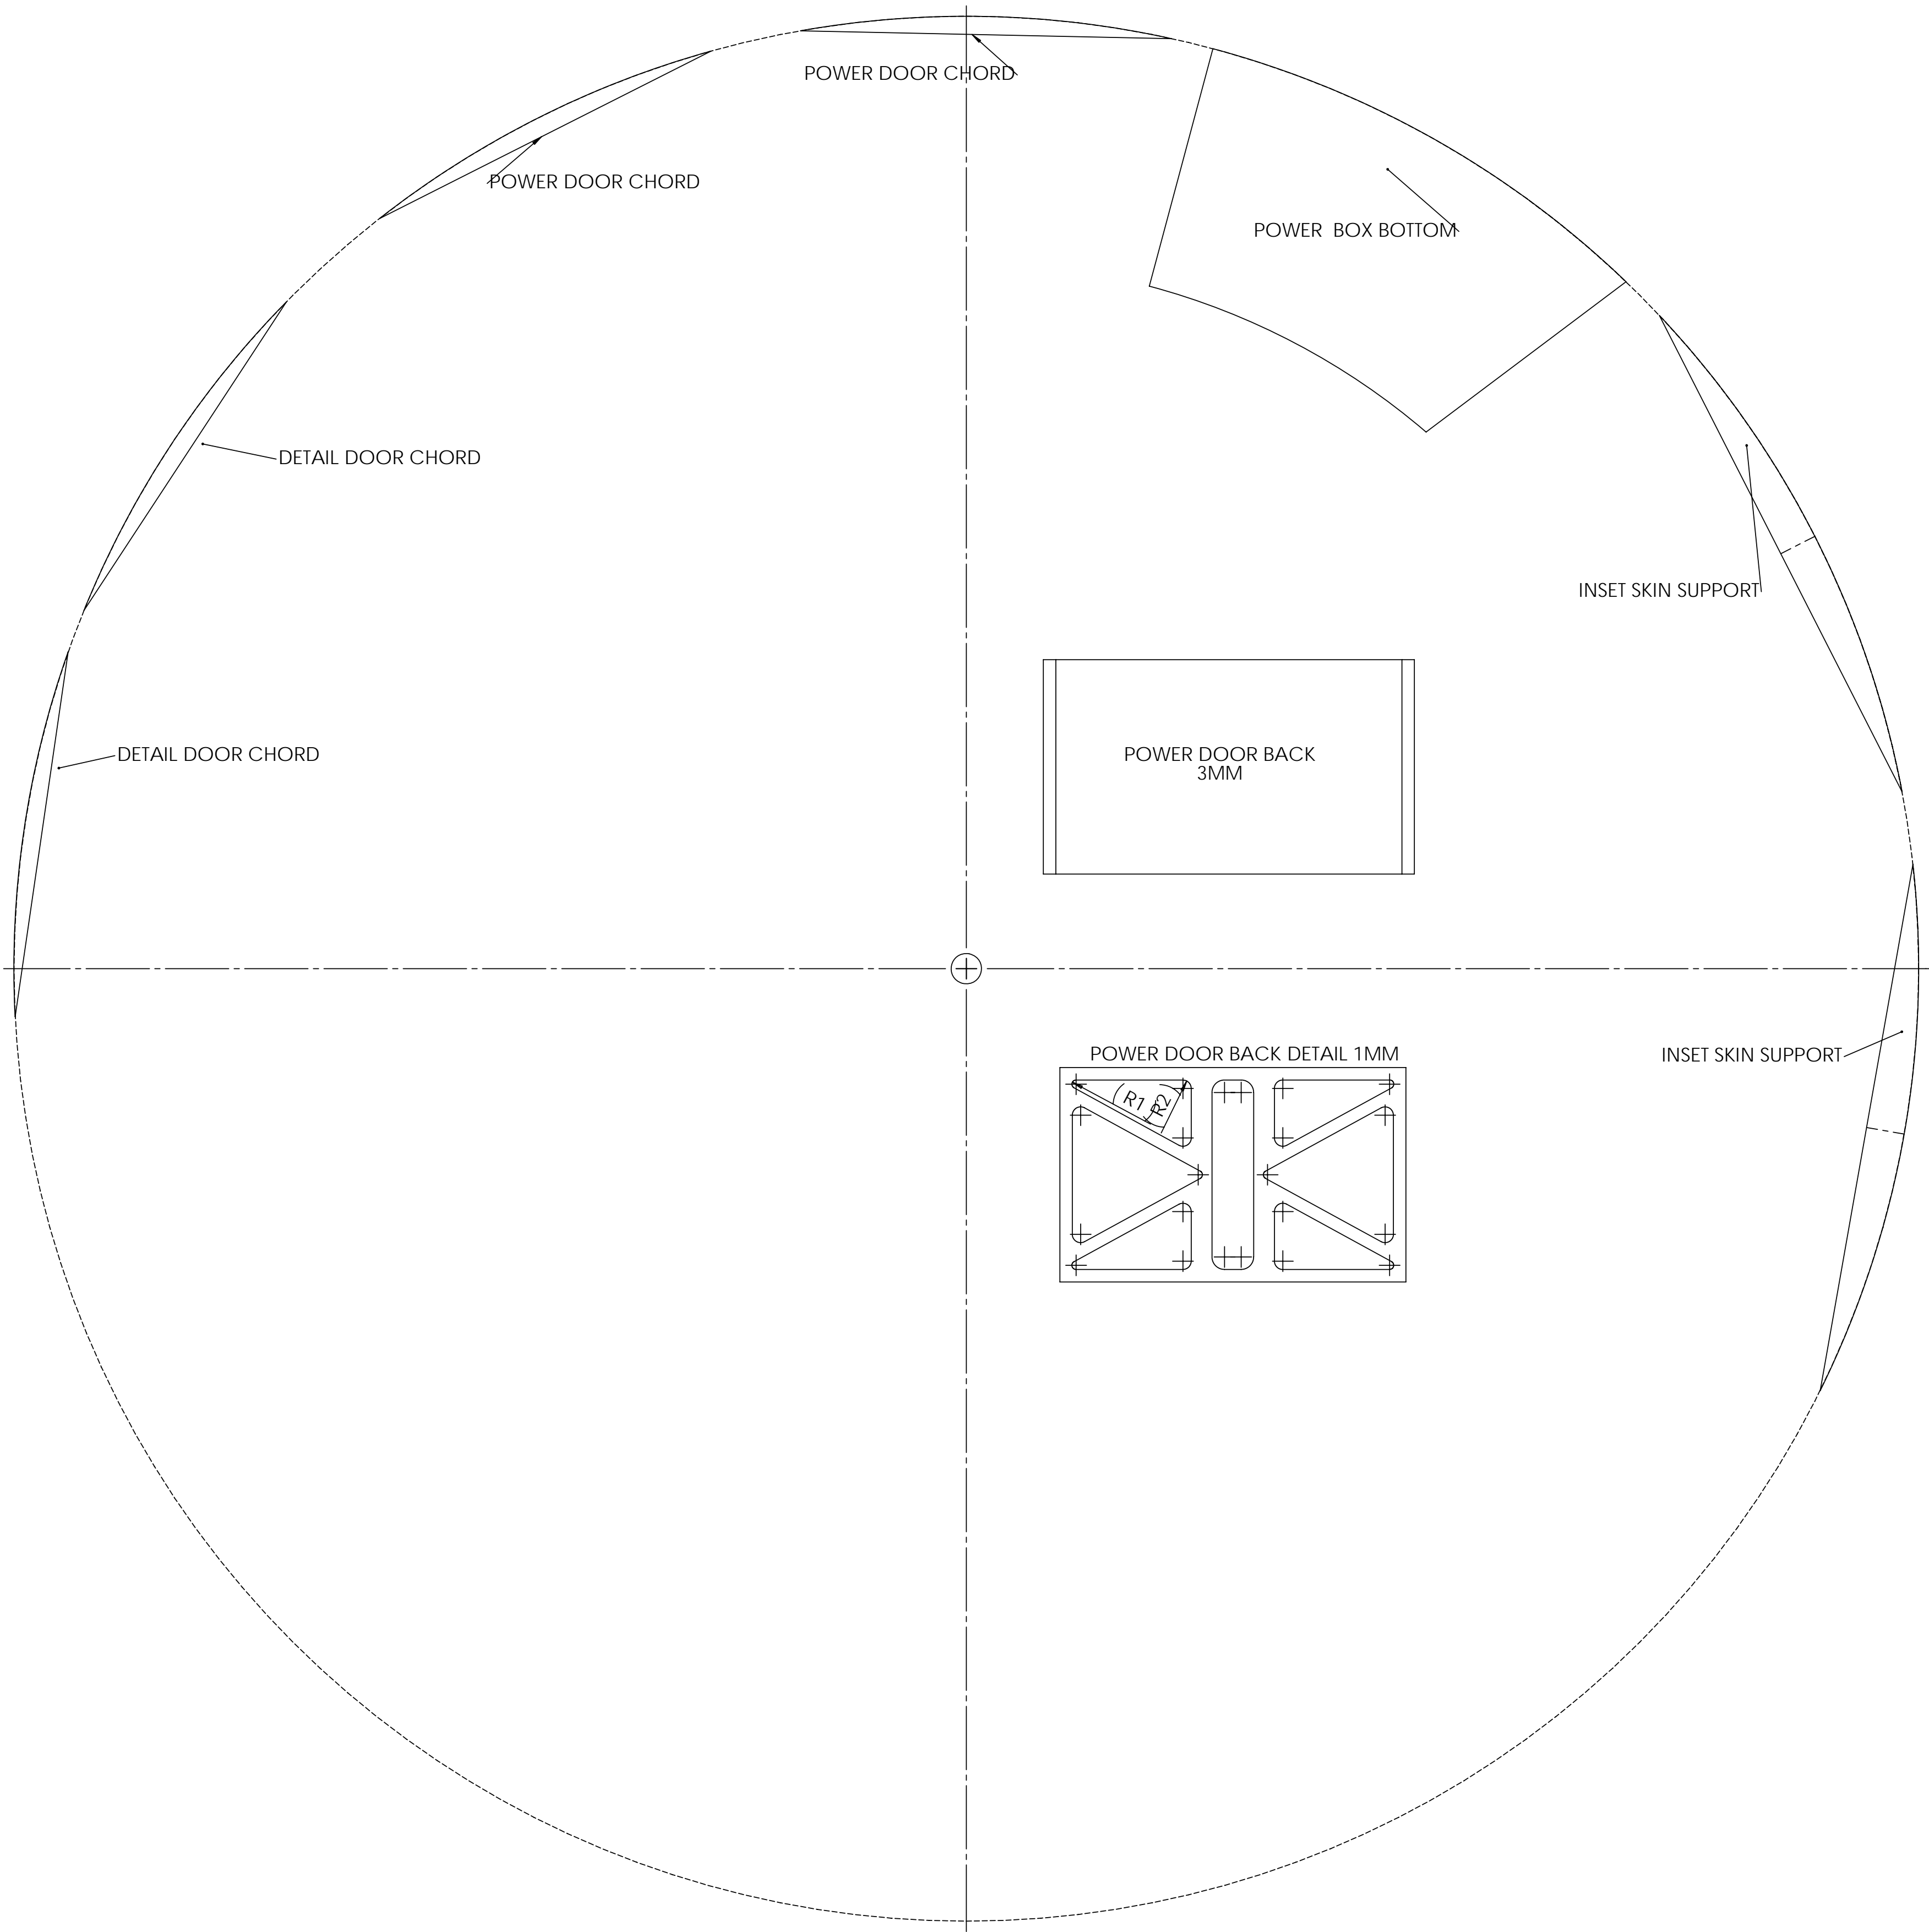 POWER DOOR CHORD
POWER DOOR CHORD
POWER  BOX BOTTOM
DETAIL DOOR CHORD
INSET SKIN SUPPORT
DETAIL DOOR CHORD
POWER DOOR BACK
3MM
POWER DOOR BACK DETAIL 1MM
INSET SKIN SUPPORT
(R1)
(R2)